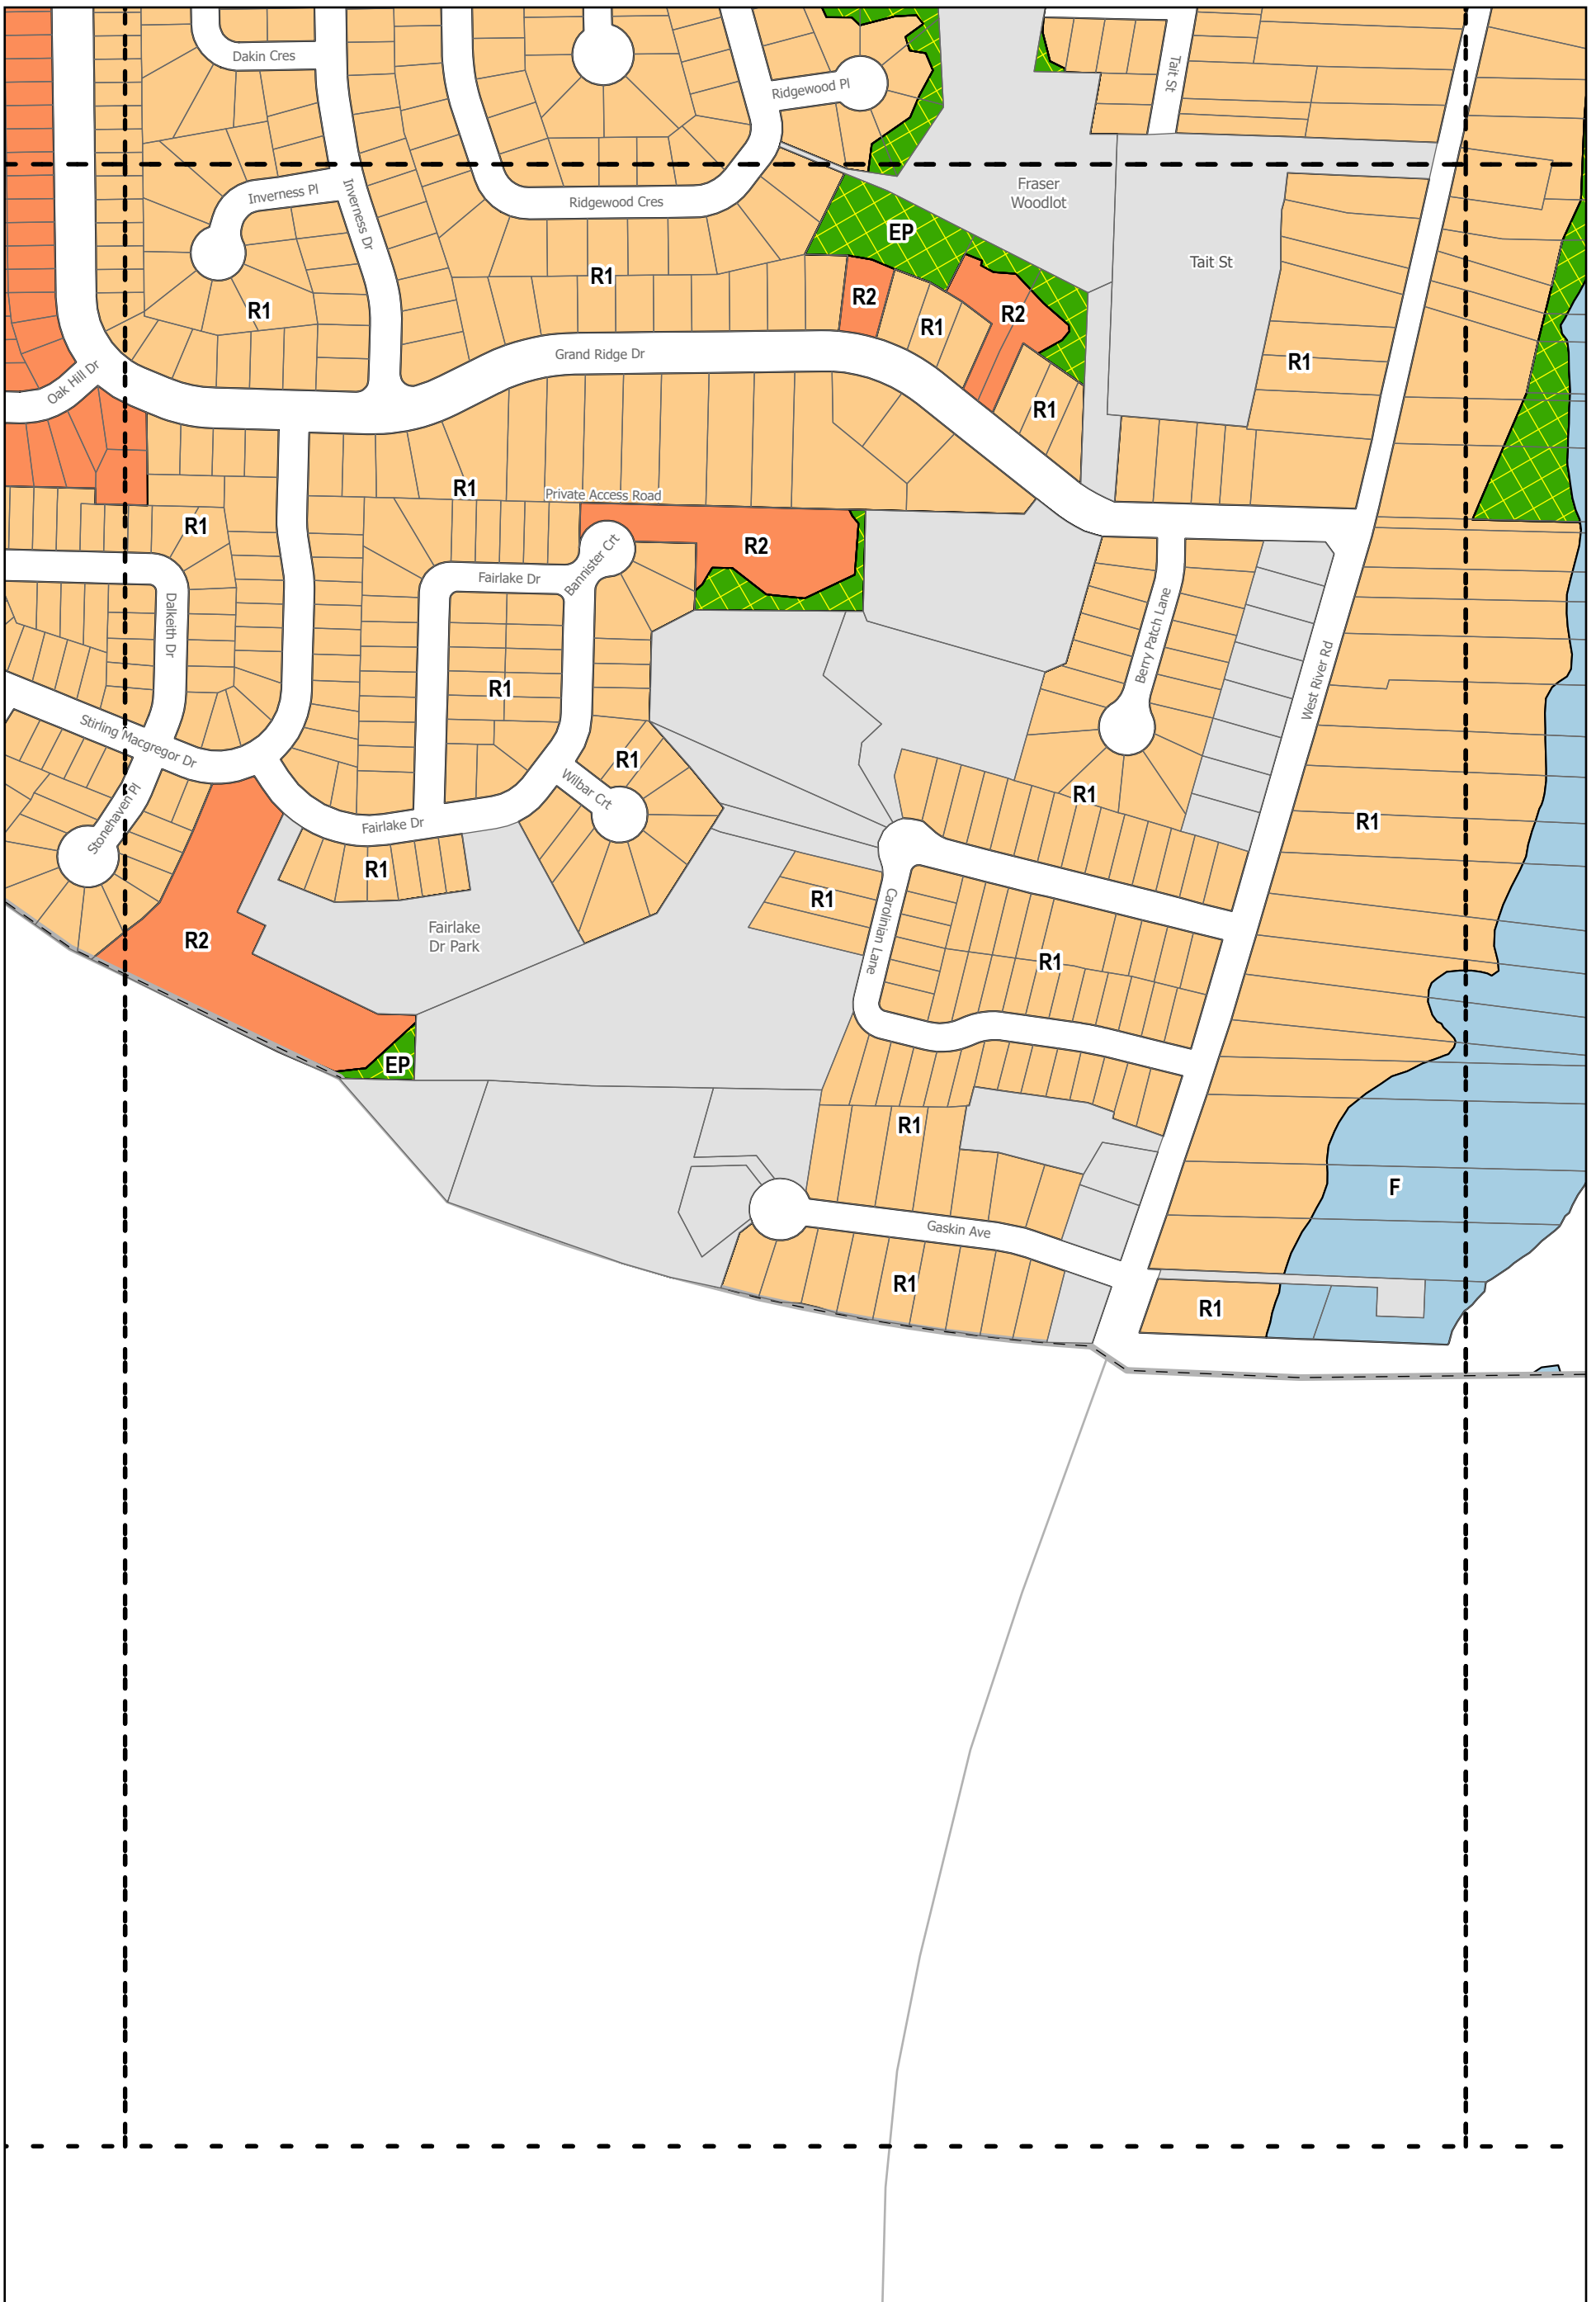 Dakin Cres
Tait St
Ridgewood Pl
Inverness Pl
Inverness Dr
Ridgewood Cres
Fraser
Woodlot
EP
Tait St
R1
R1
R2
R2
R1
Grand Ridge Dr
R1
Oak Hill Dr
R1
R1
Private Access Road
R1
R2
Bannister Crt
Fairlake Dr
Dalkeith Dr
Berry Patch Lane
West River Rd
R1
Stirling Macgregor Dr
R1
Wilbar Crt
R1
Stonehaven Pl
R1
Fairlake Dr
R1
R1
Carolinian Lane
Fairlake
Dr Park
R2
R1
EP
R1
F
Gaskin Ave
R1
R1